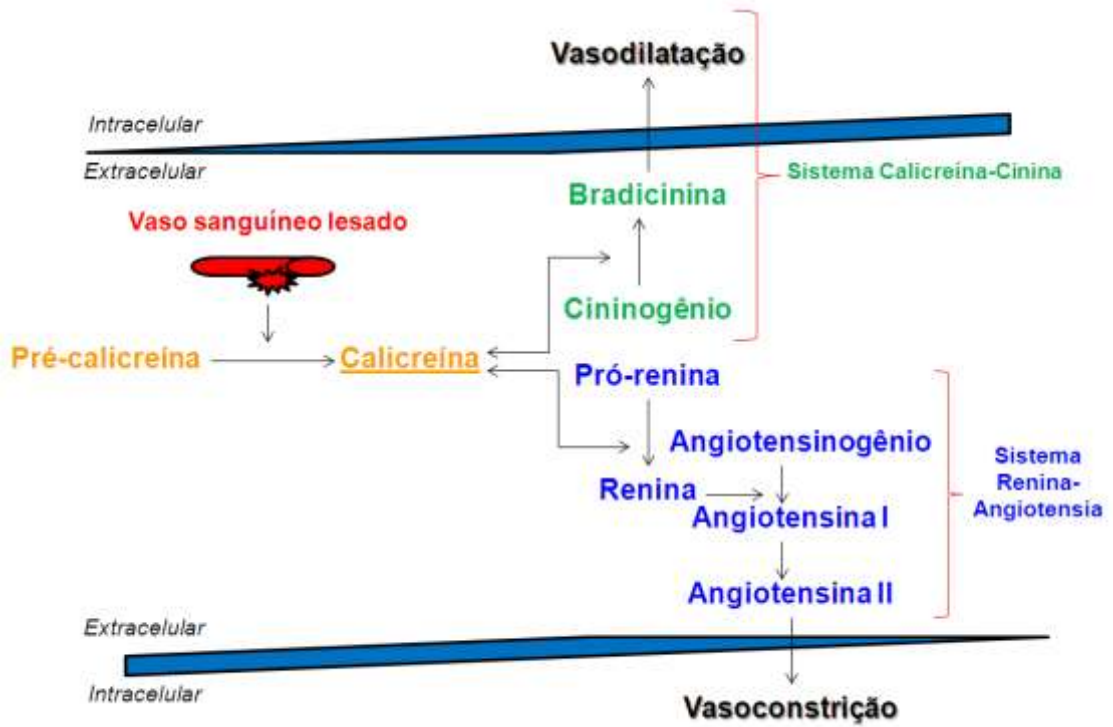 Vasodilatação
Intracelular
Extracelular
Sistema Calicreína-Cinina
Bradicinina
Vaso sanguíneo lesado
Cininogênio
Pré-calicreína
Calicreína
Pró-renina
Angiotensinogênio
Sistema
Renina-
Angiotensia
Renina
Angiotensina I
Angiotensina II
Extracelular
Intracelular
Vasoconstrição